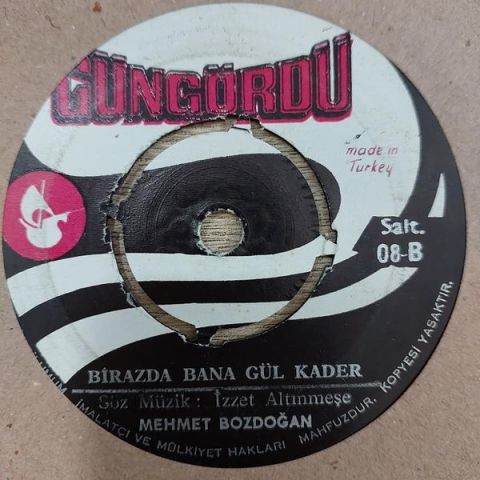 GÜNGÖRDÜ
made in
Turkey
Salt.
08-B
BİRAZDA BANA GÜL KADER
Söz Müzik : İzzet Altınmeşe
MEHMET BOZDOĞAN
İMALATÇI VE MÜLKİYET HAKLARI MAHFUZDUR. KOPYESİ YASAKTIR.